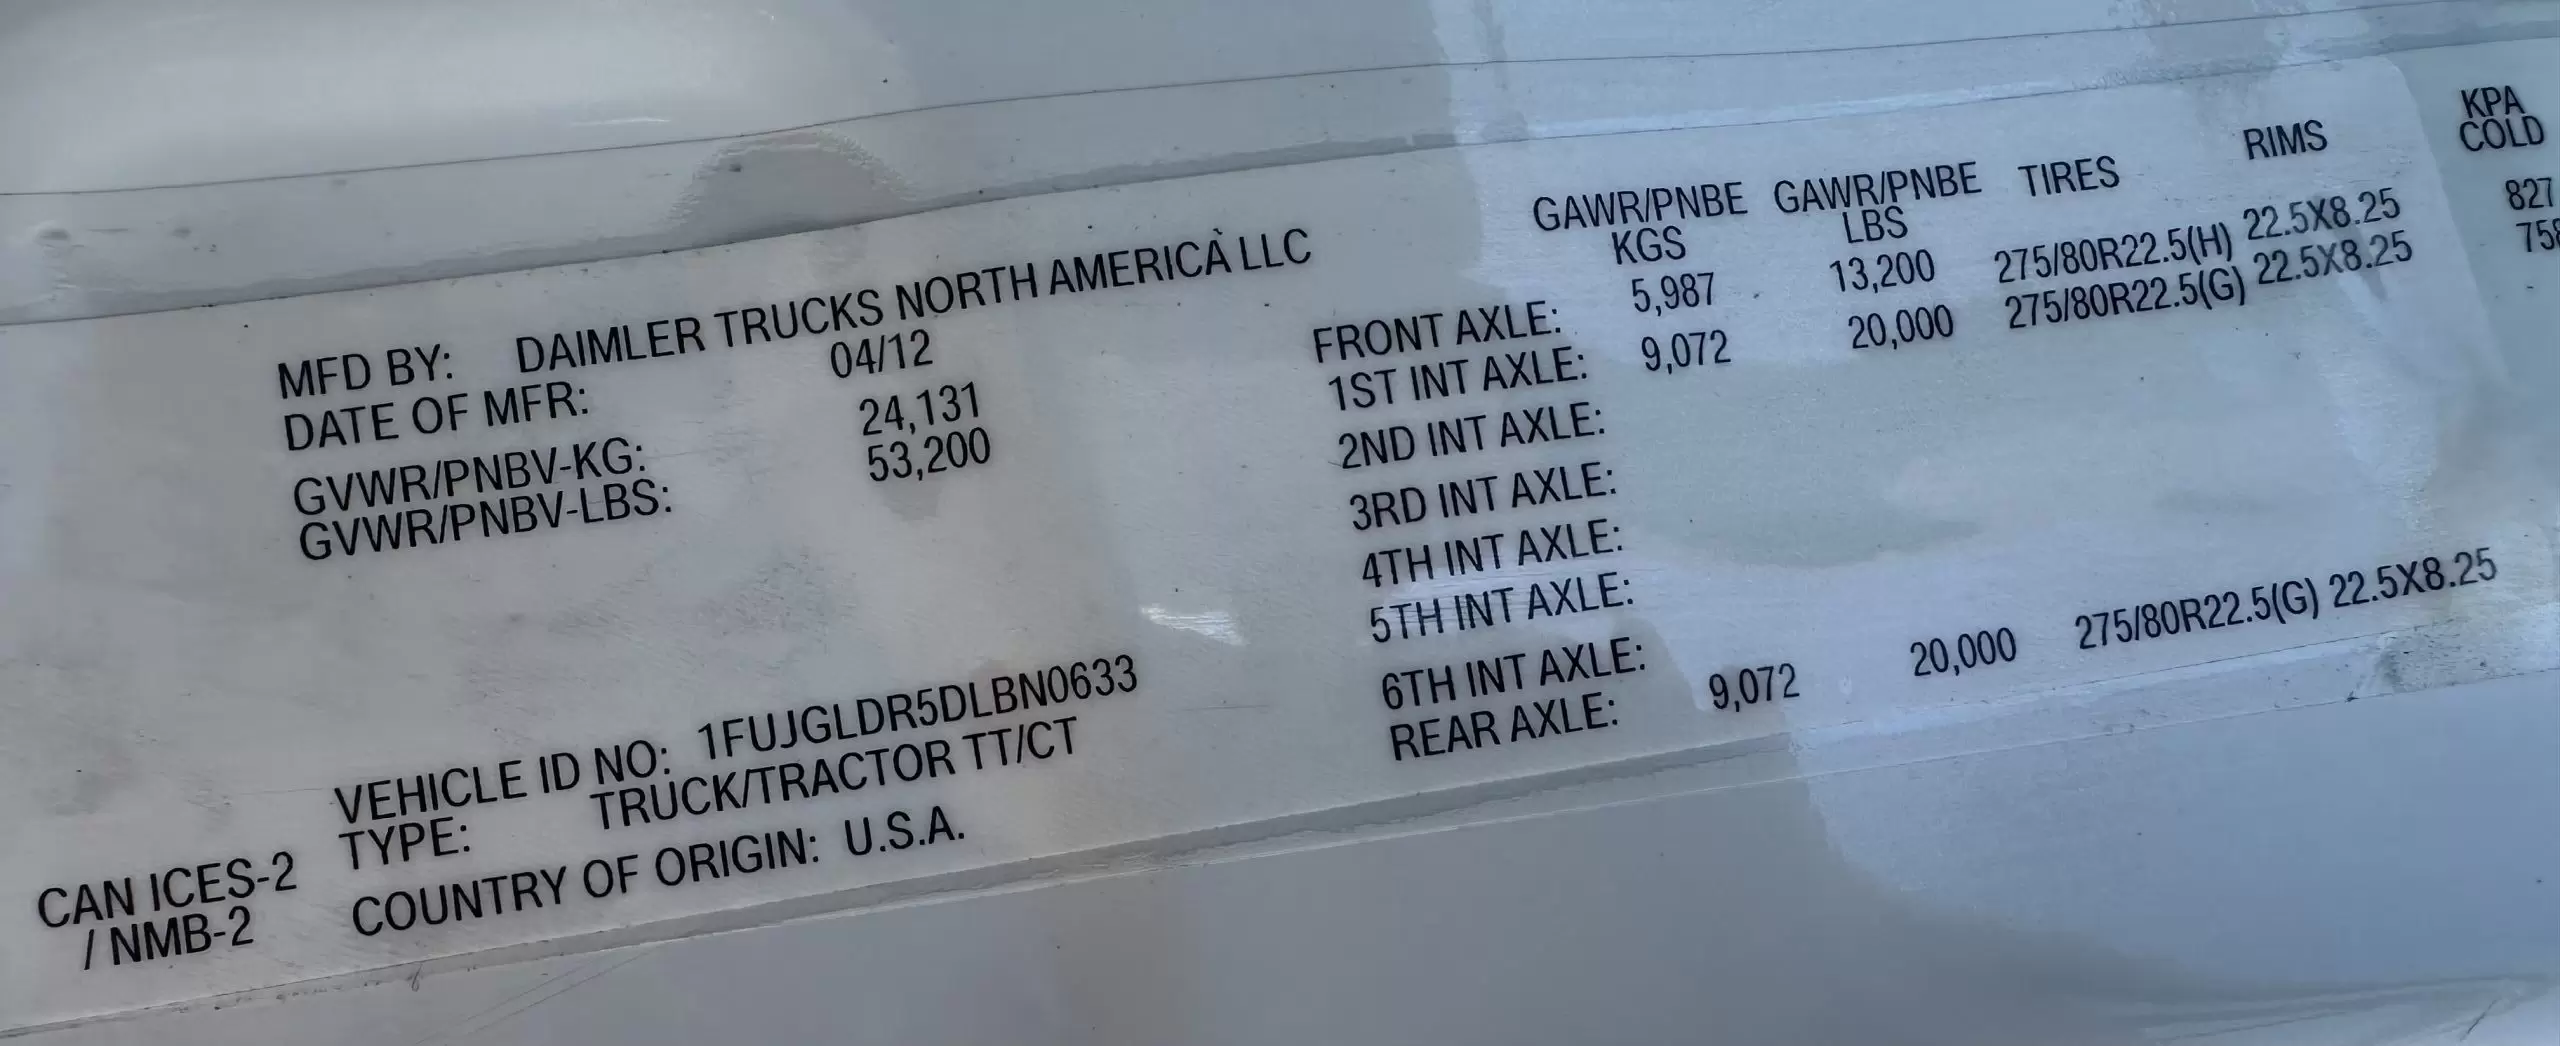 MFD BY: DAIMLER TRUCKS NORTH AMERICA LLC
DATE OF MFR: 04/12
GVWR/PNBV-KG: 24,131
GVWR/PNBV-LBS: 53,200
VEHICLE ID NO: 1FUJGLDR5DLBN0633
TYPE: TRUCK/TRACTOR TT/CT
COUNTRY OF ORIGIN: U.S.A.
CAN ICES-2
/ NMB-2
GAWR/PNBE KGS GAWR/PNBE LBS TIRES RIMS KPA COLD
FRONT AXLE: 5,987 13,200 275/80R22.5(H) 22.5X8.25 827
1ST INT AXLE: 9,072 20,000 275/80R22.5(G) 22.5X8.25
2ND INT AXLE:
3RD INT AXLE:
4TH INT AXLE:
5TH INT AXLE:
6TH INT AXLE:
REAR AXLE: 9,072 20,000 275/80R22.5(G) 22.5X8.25